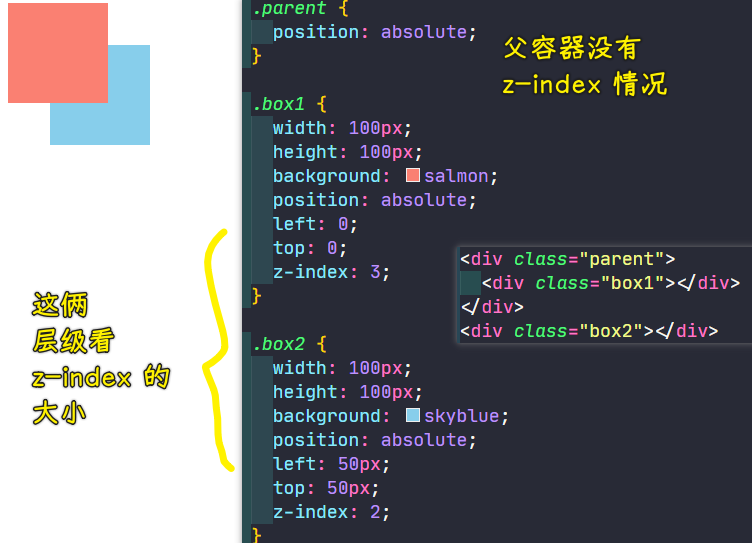 .parent {
position: absolute;
}
父容器没有
z-index 情况
.box1 {
width: 100px;
height: 100px;
background: salmon;
position: absolute;
left: 0;
top: 0;
z-index: 3;
}
<div class="parent">
<div class="box1"></div>
</div>
<div class="box2"></div>
这俩
层级看
z-index 的
大小
.box2 {
width: 100px;
height: 100px;
background: skyblue;
position: absolute;
left: 50px;
top: 50px;
z-index: 2;
}